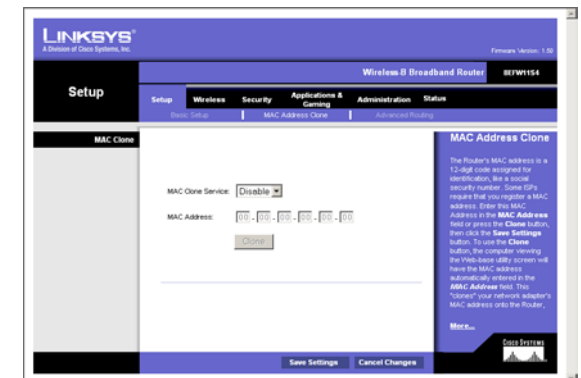 LINKSYS®
A Division of Cisco Systems, Inc.
Firmware Version: 1.50
Wireless-B Broadband Router
BEFW11S4
Setup
Setup
Wireless
Security
Applications & Gaming
Administration
Status
Basic Setup
MAC Address Clone
Advanced Routing
MAC Clone
MAC Clone Service:
Disable
MAC Address:
00 - 00 - 00 - 00 - 00 - 00
Clone
MAC Address Clone
The Router's MAC address is a
12-digit code assigned for
identification, like a social
security number. Some ISPs
require that you register a MAC
address. Enter this MAC
Address in the MAC Address
field or press the Clone button,
then click the Save Settings
button. To use the Clone
button, the computer viewing
the Web-base utility screen will
have the MAC address
automatically entered in the
MAC Address field. This
"clones" your network adapter's
MAC address onto the Router.,
More...
Save Settings
Cancel Changes
CISCO SYSTEMS